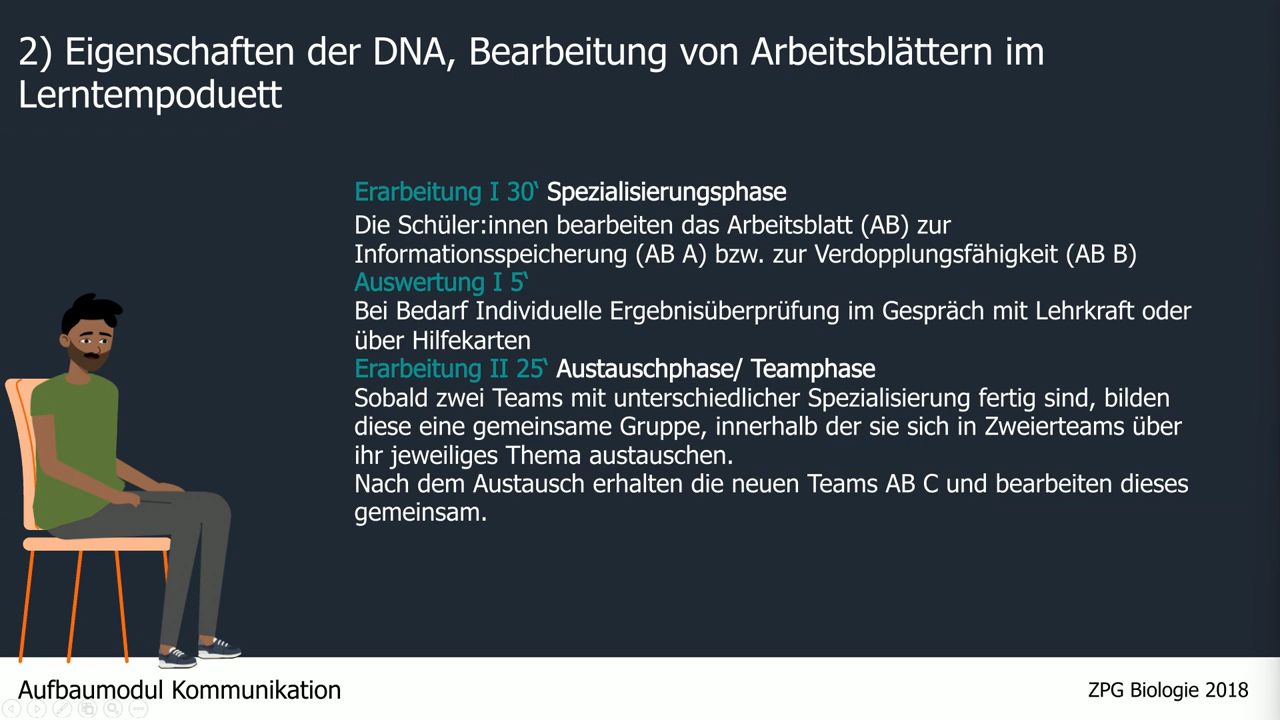 2) Eigenschaften der DNA, Bearbeitung von Arbeitsblättern im
Lerntempoduett
Erarbeitung I 30‘ Spezialisierungsphase
Die Schüler:innen bearbeiten das Arbeitsblatt (AB) zur
Informationsspeicherung (AB A) bzw. zur Verdopplungsfähigkeit (AB B)
Auswertung I 5‘
Bei Bedarf Individuelle Ergebnisüberprüfung im Gespräch mit Lehrkraft oder
über Hilfekarten
Erarbeitung II 25‘ Austauschphase/ Teamphase
Sobald zwei Teams mit unterschiedlicher Spezialisierung fertig sind, bilden
diese eine gemeinsame Gruppe, innerhalb der sie sich in Zweierteams über
ihr jeweiliges Thema austauschen.
Nach dem Austausch erhalten die neuen Teams AB C und bearbeiten dieses
gemeinsam.
Aufbaumodul Kommunikation
ZPG Biologie 2018